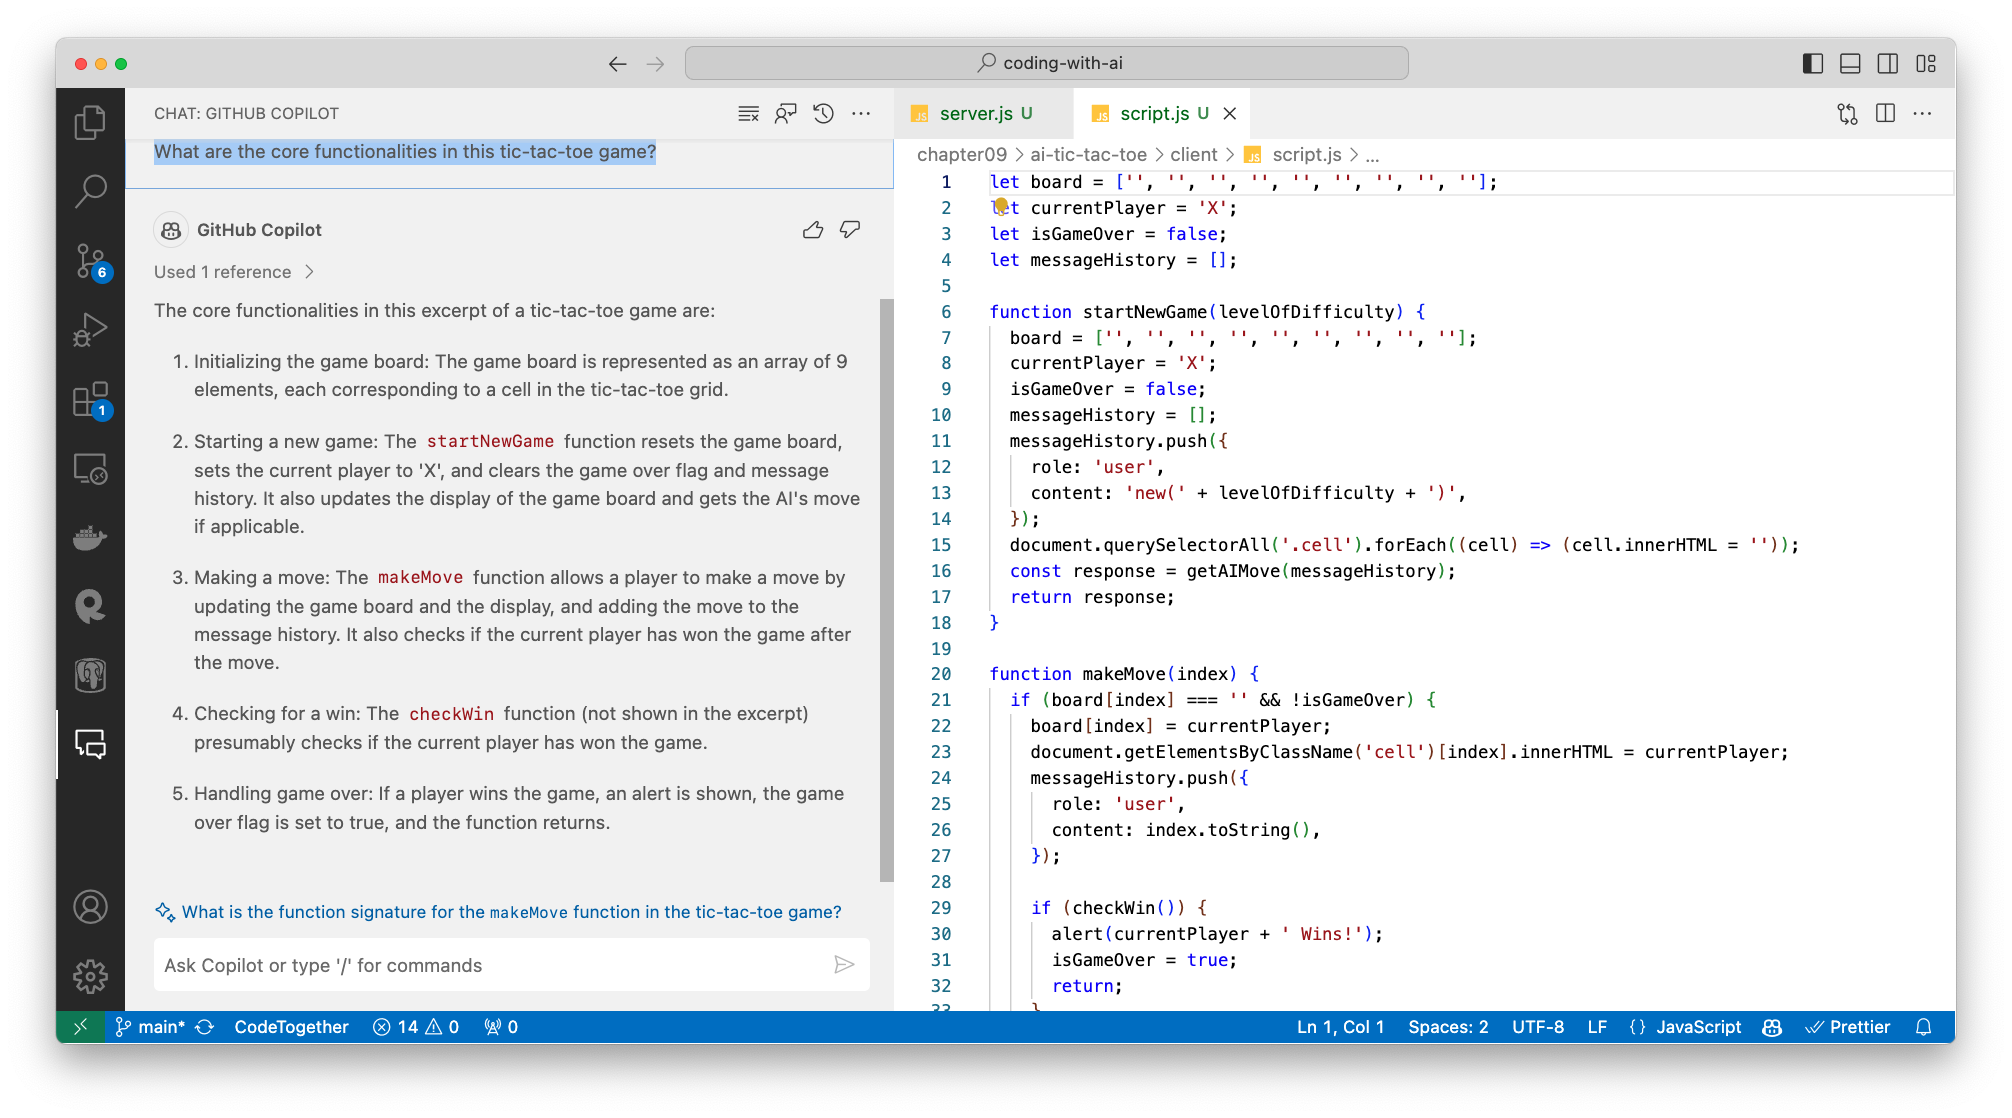 coding-with-ai
CHAT: GITHUB COPILOT
What are the core functionalities in this tic-tac-toe game?
GitHub Copilot
Used 1 reference
The core functionalities in this excerpt of a tic-tac-toe game are:
1. Initializing the game board: The game board is represented as an array of 9
elements, each corresponding to a cell in the tic-tac-toe grid.
2. Starting a new game: The startNewGame function resets the game board,
sets the current player to 'X', and clears the game over flag and message
history. It also updates the display of the game board and gets the AI's move
if applicable.
3. Making a move: The makeMove function allows a player to make a move by
updating the game board and the display, and adding the move to the
message history. It also checks if the current player has won the game after
the move.
4. Checking for a win: The checkWin function (not shown in the excerpt)
presumably checks if the current player has won the game.
5. Handling game over: If a player wins the game, an alert is shown, the game
over flag is set to true, and the function returns.
What is the function signature for the makeMove function in the tic-tac-toe game?
Ask Copilot or type '/' for commands
6
1
JS server.js U
JS script.js U
chapter09 > ai-tic-tac-toe > client > JS script.js > ...
1 let board = ['', '', '', '', '', '', '', '', ''];
2 let currentPlayer = 'X';
3 let isGameOver = false;
4 let messageHistory = [];
5
6 function startNewGame(levelOfDifficulty) {
7 board = ['', '', '', '', '', '', '', '', ''];
8 currentPlayer = 'X';
9 isGameOver = false;
10 messageHistory = [];
11 messageHistory.push({
12 role: 'user',
13 content: 'new(' + levelOfDifficulty + ')',
14 });
15 document.querySelectorAll('.cell').forEach((cell) => (cell.innerHTML = ''));
16 const response = getAIMove(messageHistory);
17 return response;
18 }
19
20 function makeMove(index) {
21 if (board[index] === '' && !isGameOver) {
22 board[index] = currentPlayer;
23 document.getElementsByClassName('cell')[index].innerHTML = currentPlayer;
24 messageHistory.push({
25 role: 'user',
26 content: index.toString(),
27 });
28
29 if (checkWin()) {
30 alert(currentPlayer + ' Wins!');
31 isGameOver = true;
32 return;
33 }
main* CodeTogether 14 0 0 Ln 1, Col 1 Spaces: 2 UTF-8 LF {} JavaScript Prettier